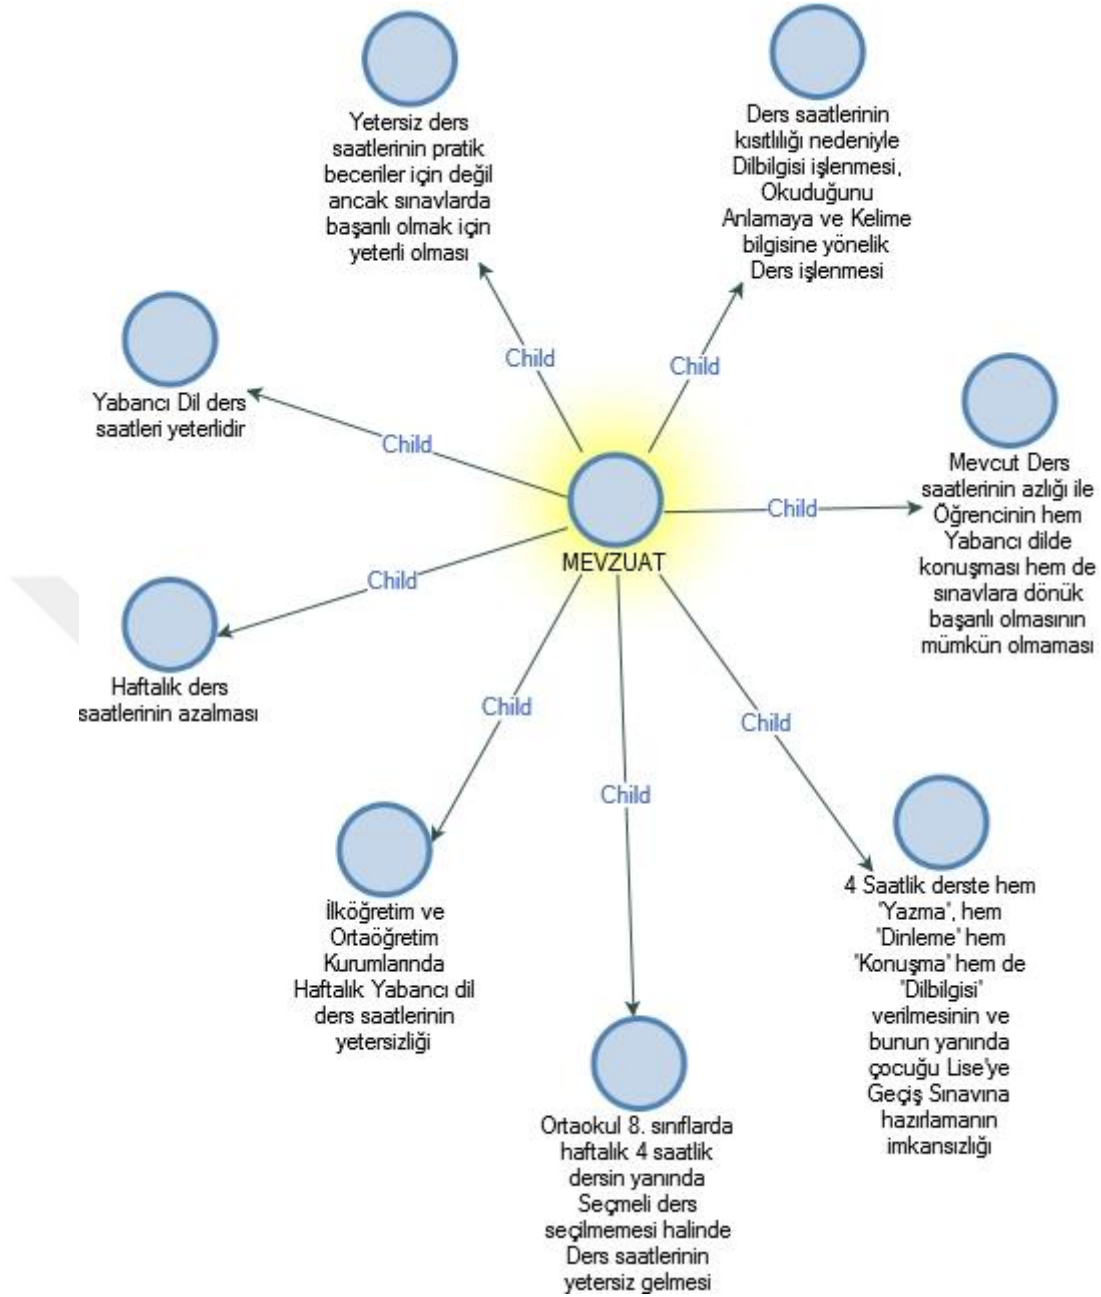 Yetersiz ders
saatlerinin pratik
beceriler için değil
ancak sınavlarda
başarılı olmak için
yeterli olması
Ders saatlerinin
kısıtlılığı nedeniyle
Dilbilgisi işlenmesi,
Okuduğunu
Anlamaya ve Kelime
bilgisine yönelik
Ders işlenmesi
Child
Child
Yabancı Dil ders
saatleri yeterlidir
Child
Mevcut Ders
saatlerinin azlığı ile
Öğrencinin hem
Yabancı dilde
konuşması hem de
sınavlara dönük
başarılı olmasının
mümkün olmaması
Child
MEVZUAT
Child
Haftalık ders
saatlerinin azalması
Child
Child
Child
İlköğretim ve
Ortaöğretim
Kurumlarında
Haftalık Yabancı dil
ders saatlerinin
yetersizliği
4 Saatlik derste hem
'Yazma', hem
'Dinleme' hem
'Konuşma' hem de
'Dilbilgisi'
verilmesinin ve
bunun yanında
çocuğu Lise'ye
Geçiş Sınavına
hazırlamanın
imkansızlığı
Ortaokul 8. sınıflarda
haftalık 4 saatlik
dersin yanında
Seçmeli ders
seçilmemesi halinde
Ders saatlerinin
yetersiz gelmesi